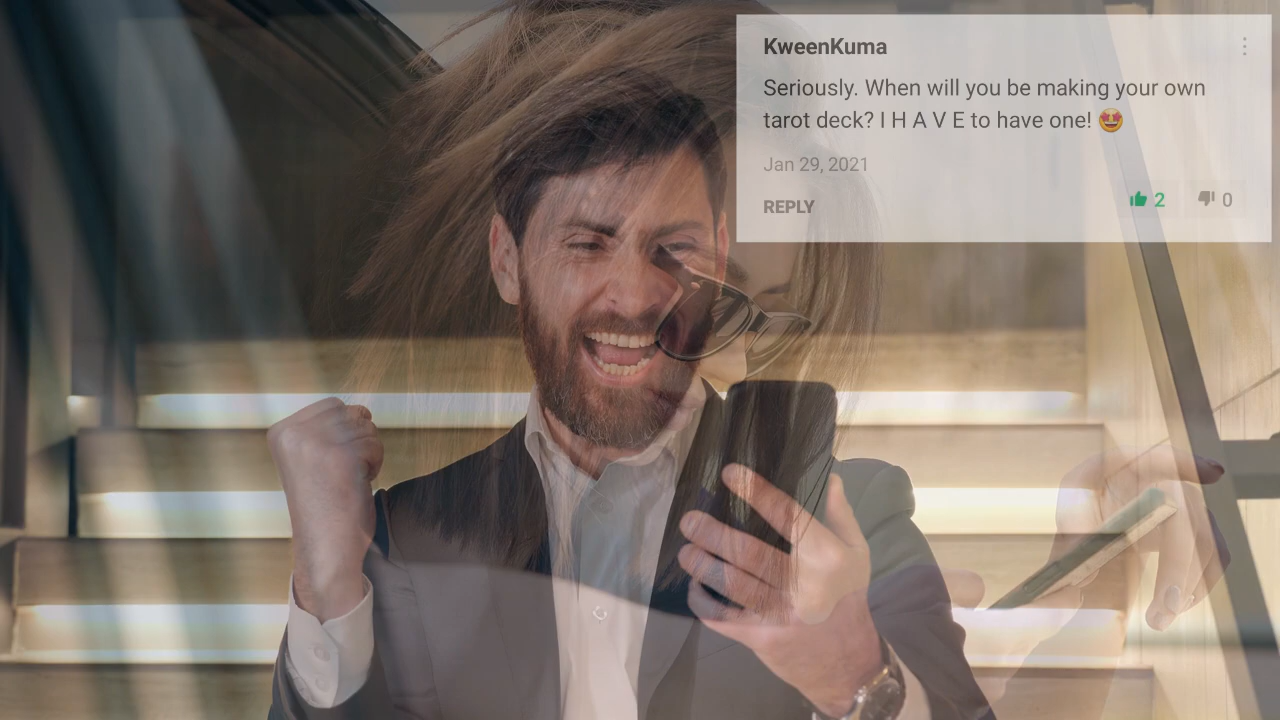 KweenKuma
Seriously. When will you be making your own
tarot deck? I H A V E to have one! 🤩
Jan 29, 2021
REPLY
2
0